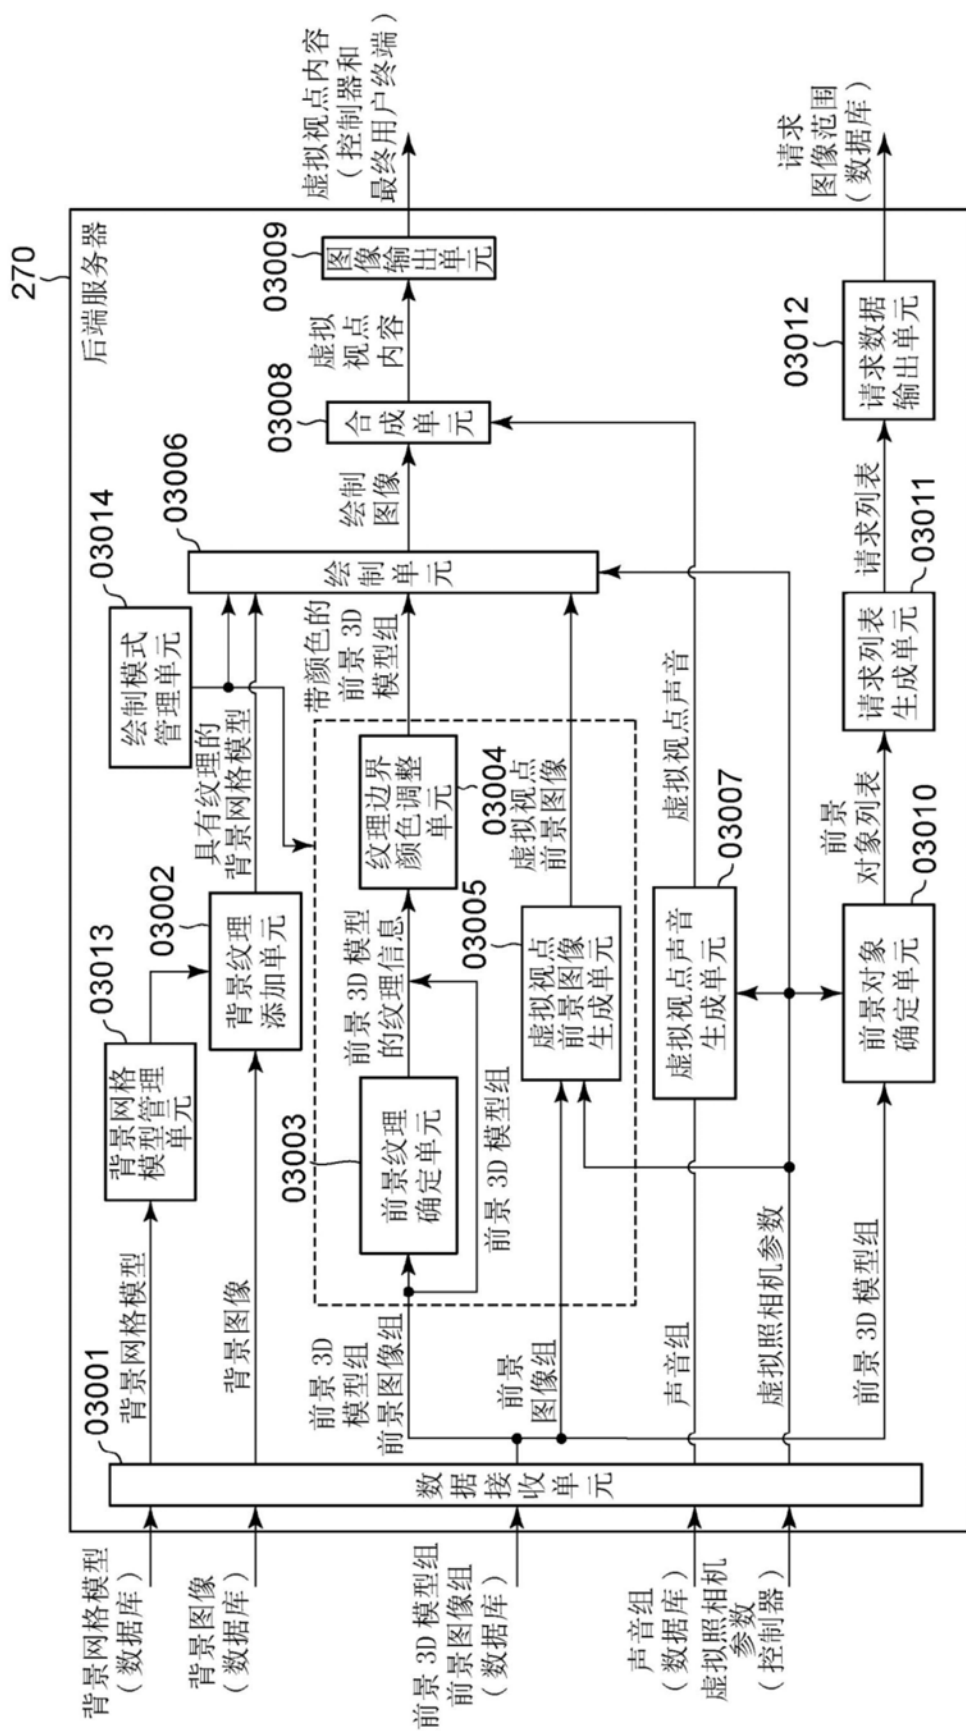 270
后端服务器
背景网格模型
（数据库）
背景图像
（数据库）
前景 3D 模型组
前景图像组
（数据库）
声音组
（数据库）
虚拟照相机
参数
（控制器）
03001
数据接收单元
背景网格模型
背景图像
前景 3D
模型组
前景图像组
前景
图像组
声音组
虚拟照相机参数
前景 3D 模型组
03013
背景网格
模型管理
单元
03002
背景纹理
添加单元
03003
前景纹理
确定单元
前景 3D 模型
的纹理信息
前景 3D 模型组
03005
虚拟视点
前景图像
生成单元
03007
虚拟视点声音
生成单元
03010
前景对象
确定单元
03014
绘制模式
管理单元
具有纹理的
背景网格模型
纹理边界
颜色调整
单元
03004
虚拟视点
前景图像
带颜色的
前景 3D
模型组
虚拟视点声音
前景
对象列表
03011
请求列表
生成单元
请求列表
03006
绘制单元
绘制
图像
03008
合成单元
虚拟
视点
内容
03009
图像输出单元
03012
请求数据
输出单元
虚拟视点内容
（控制器和
最终用户终端）
请求
图像范围
（数据库）